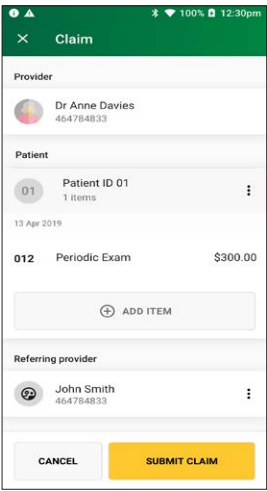 100% 12:30pm
Claim
Provider
Dr Anne Davies
464784833
Patient
01 Patient ID 01
1 items
13 Apr 2019
012 Periodic Exam $300.00
ADD ITEM
Referring provider
John Smith
464784833
CANCEL SUBMIT CLAIM